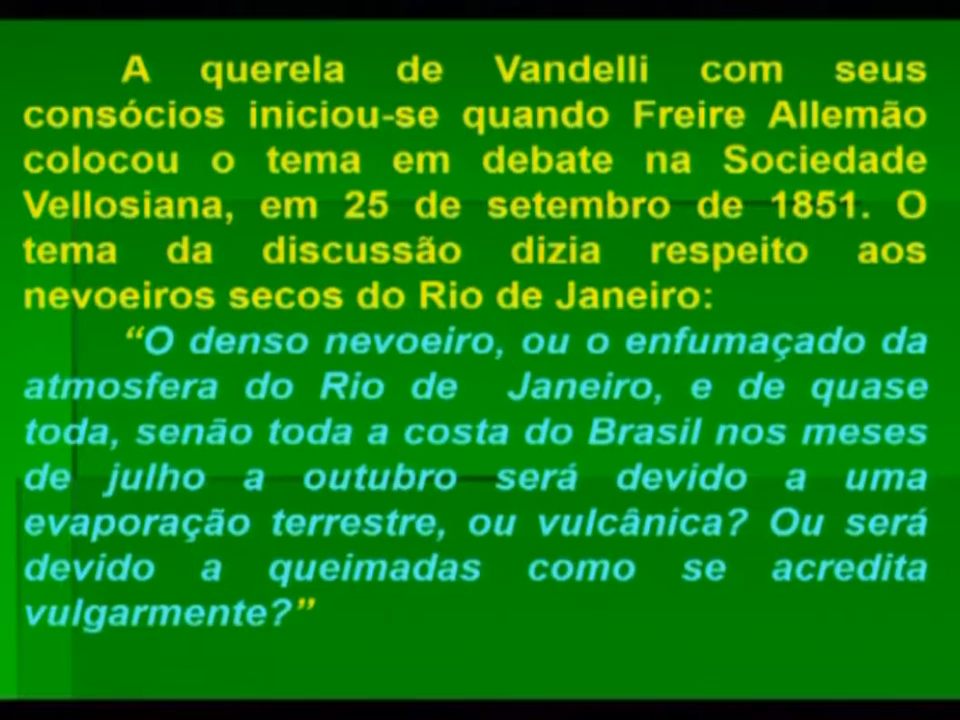 A querela de Vandelli com seus
consócios iniciou-se quando Freire Allemão
colocou o tema em debate na Sociedade
Vellosiana, em 25 de setembro de 1851. O
tema da discussão dizia respeito aos
nevoeiros secos do Rio de Janeiro:
“O denso nevoeiro, ou o enfumaçado da
atmosfera do Rio de Janeiro, e de quase
toda, senão toda a costa do Brasil nos meses
de julho a outubro será devido a uma
evaporação terrestre, ou vulcânica? Ou será
devido a queimadas como se acredita
vulgarmente?”